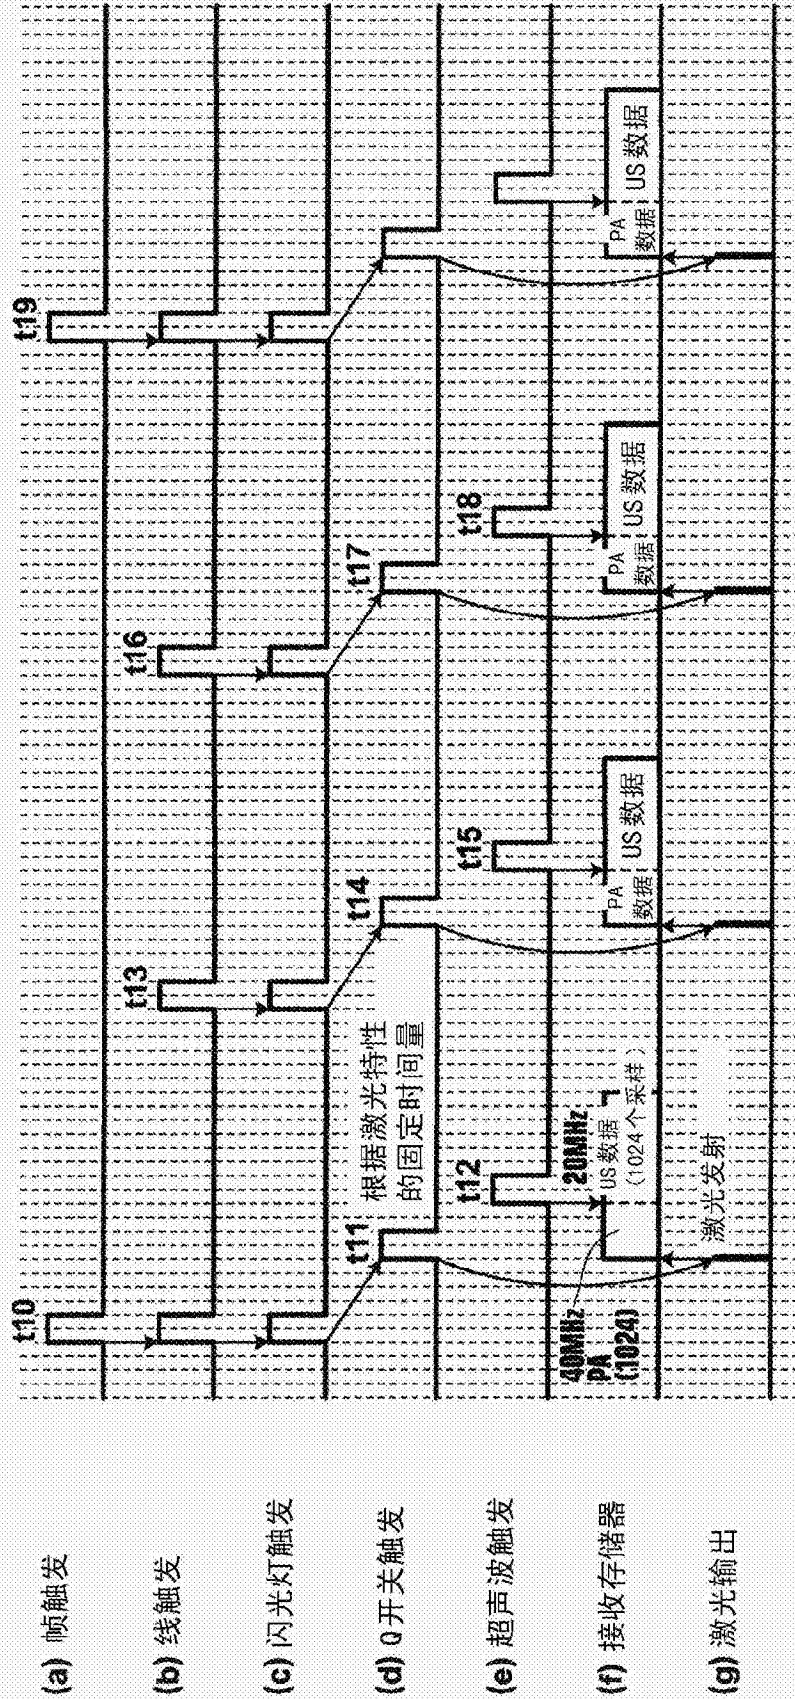 (a) 帧触发
t10
t19
(b) 线触发
t13
t16
(c) 闪光灯触发
(d) Q开关触发
t11
根据激光特性
的固定时间量
t14
t17
(e) 超声波触发
t12
t15
t18
(f) 接收存储器
40MHz
PA
(1024)
20MHz
US 数据
(1024 个采样)
PA
数据
US 数据
PA
数据
US 数据
PA
数据
US 数据
(g) 激光输出
激光发射